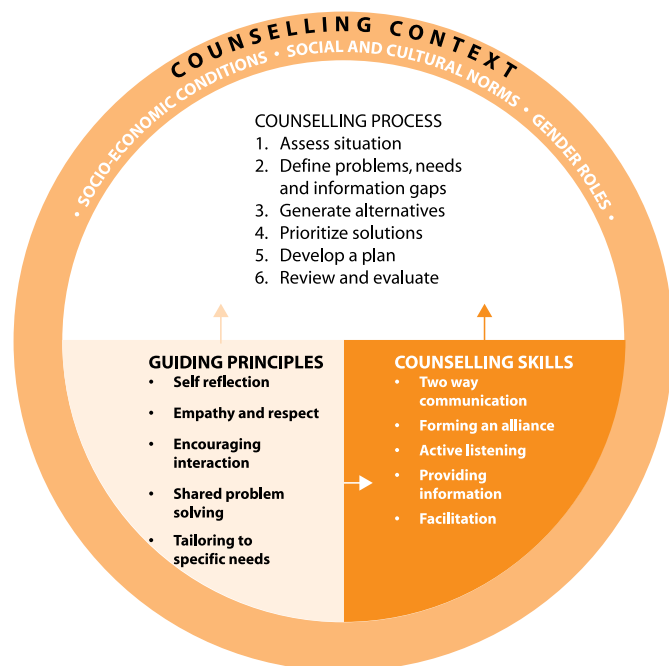 COUNSELLING CONTEXT
• SOCIO-ECONOMIC CONDITIONS • SOCIAL AND CULTURAL NORMS • GENDER ROLES •
COUNSELLING PROCESS
1. Assess situation
2. Define problems, needs
and information gaps
3. Generate alternatives
4. Prioritize solutions
5. Develop a plan
6. Review and evaluate
GUIDING PRINCIPLES
• Self reflection
• Empathy and respect
• Encouraging
interaction
• Shared problem
solving
• Tailoring to
specific needs
COUNSELLING SKILLS
• Two way
communication
• Forming an alliance
• Active listening
• Providing
information
• Facilitation